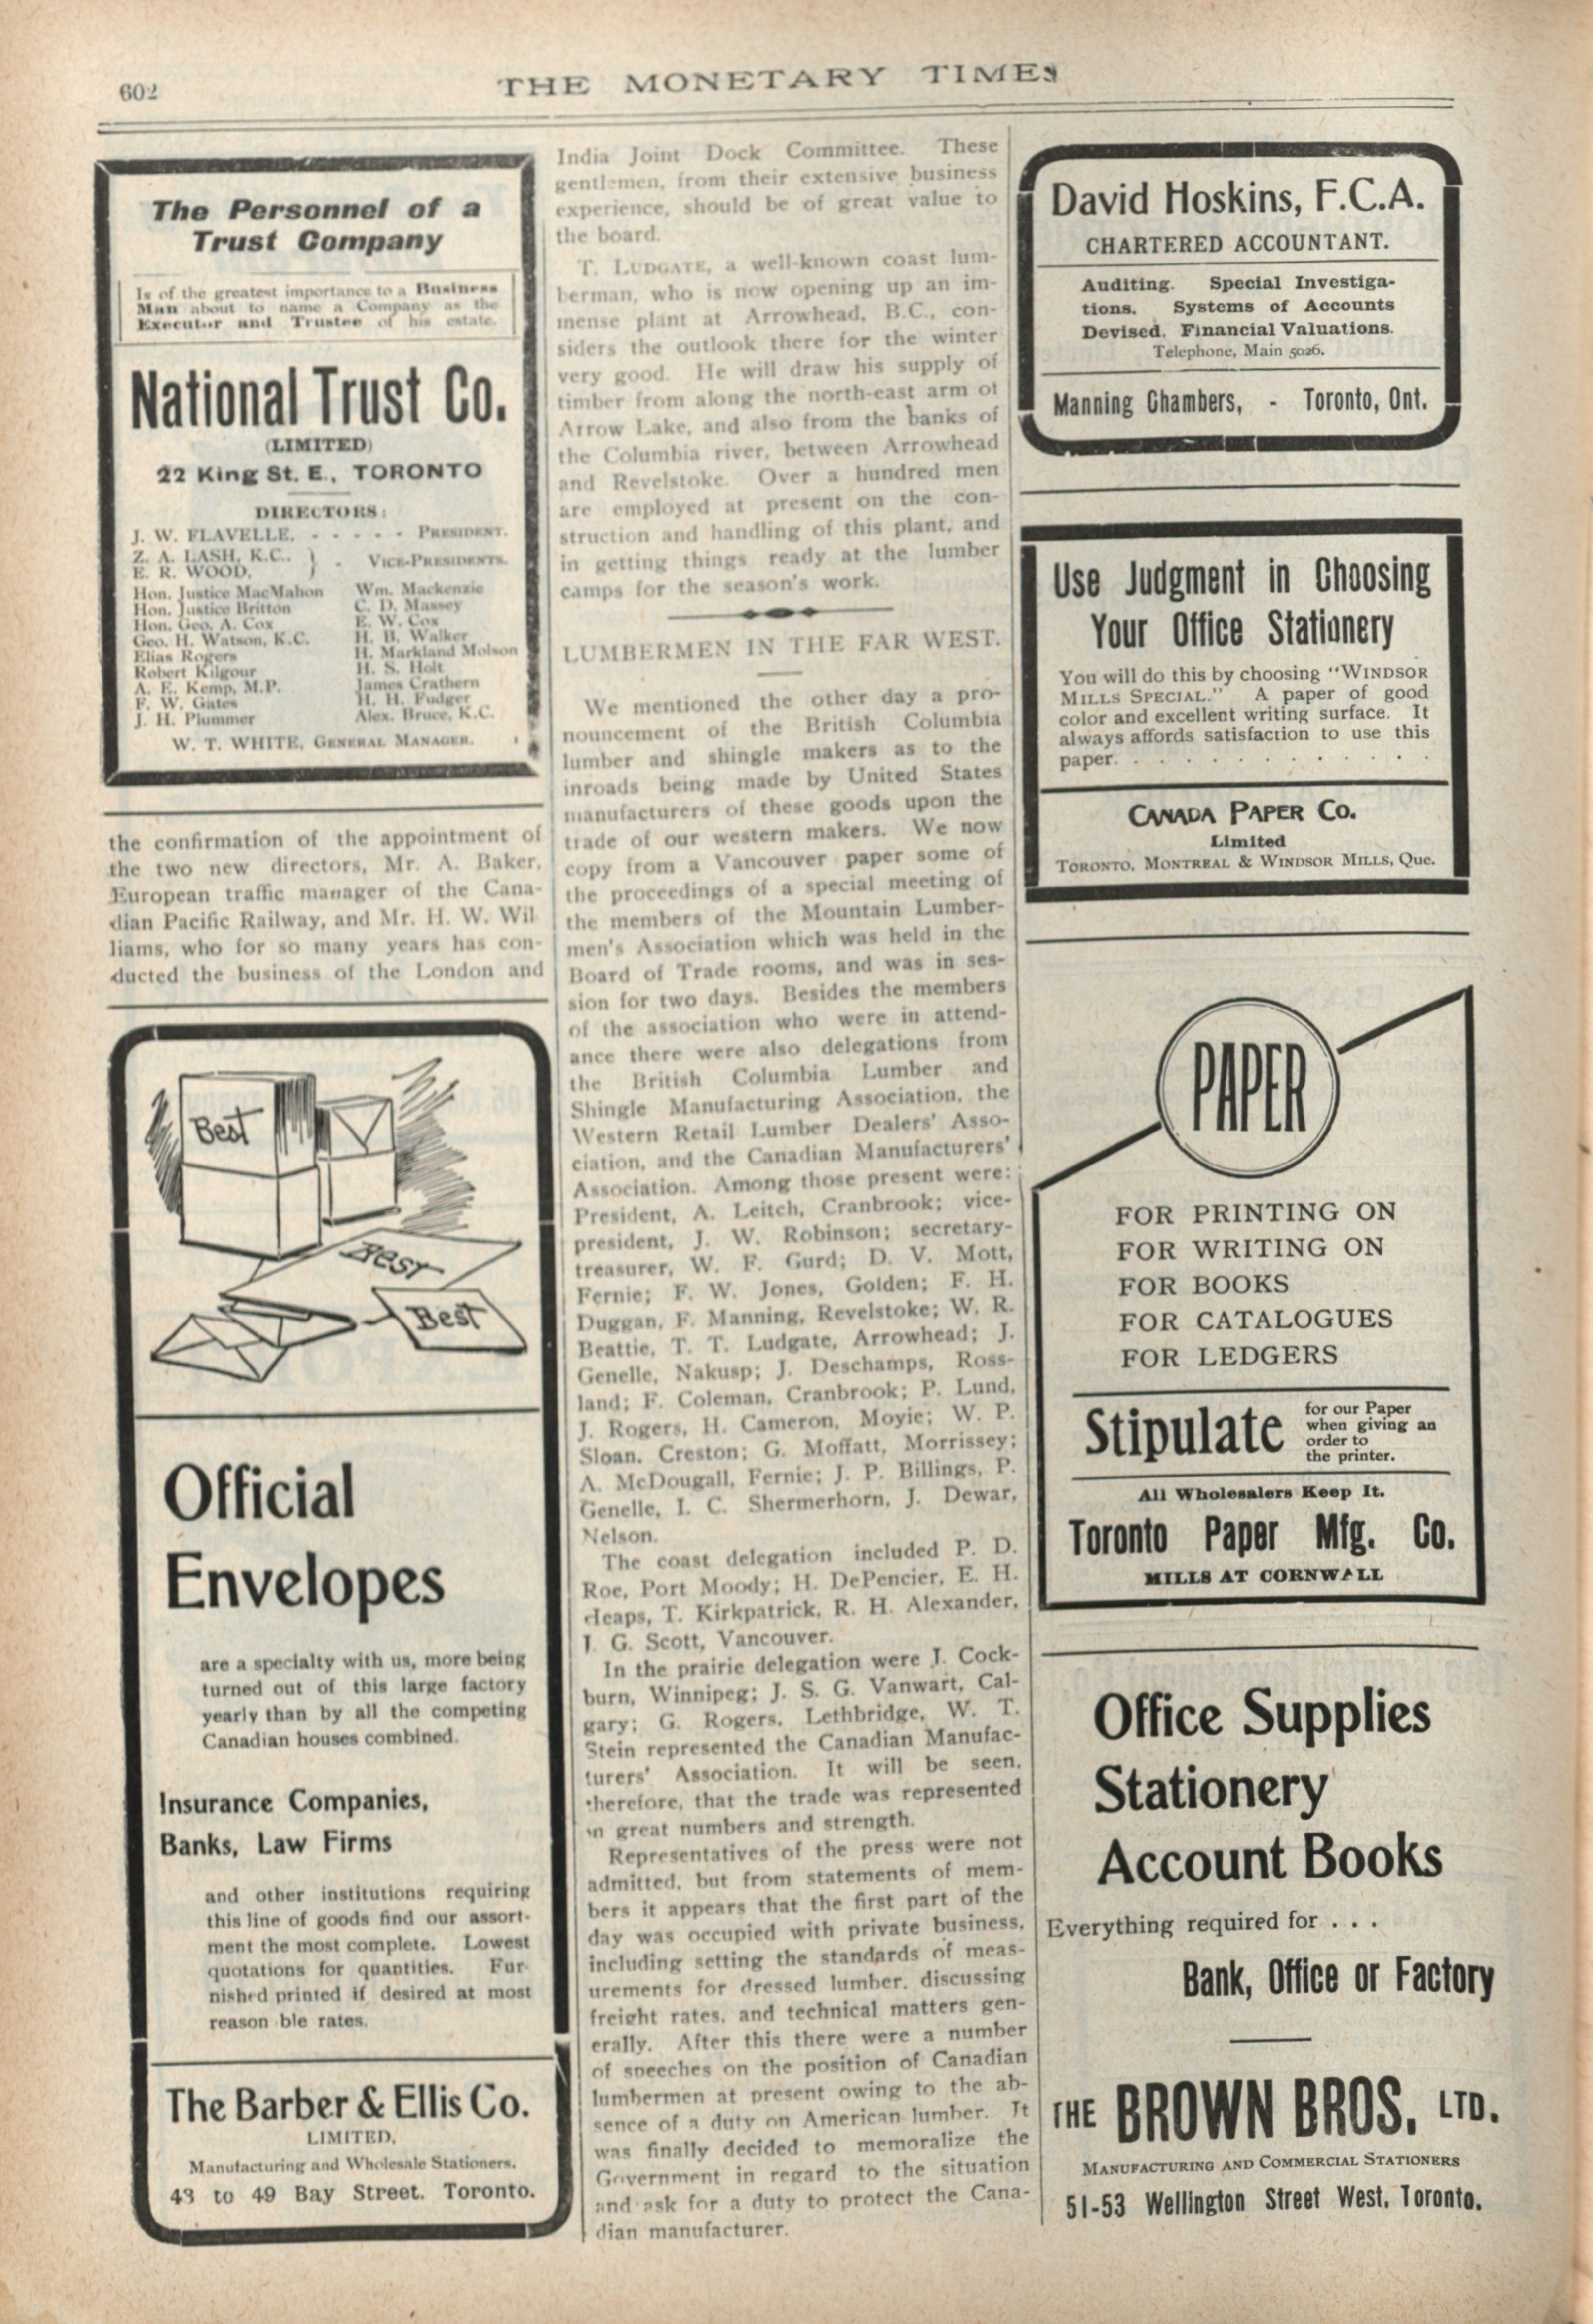 602
THE MONETARY TIMES
The Personnel of a
Trust Company
Is of the greatest importance to a Business
Man about to name a Company as the
Executor and Trustee of his estate.
National Trust Co.
(LIMITED)
22 King St. E., TORONTO
DIRECTORS:
J. W. FLAVELLE, - - - - - PRESIDENT.
Z. A. LASH, K.C., } - VICE-PRESIDENTS.
E. R. WOOD,
Hon. Justice MacMahon Wm. Mackenzie
Hon. Justice Britton C. D. Massey
Hon. Geo. A. Cox E. W. Cox
Geo. H. Watson, K.C. H. B. Walker
Elias Rogers H. Markland Molson
Robert Kilgour H. S. Holt
A. E. Kemp, M.P. James Crathern
F. W. Gates H. H. Fudger
J. H. Plummer Alex. Bruce, K.C.
W. T. WHITE, GENERAL MANAGER.
the confirmation of the appointment of
the two new directors, Mr. A. Baker,
European traffic manager of the Cana-
dian Pacific Railway, and Mr. H. W. Wil
liams, who for so many years has con-
ducted the business of the London and
Best
Best
Best
Official
Envelopes
are a specialty with us, more being
turned out of this large factory
yearly than by all the competing
Canadian houses combined.
Insurance Companies,
Banks, Law Firms
and other institutions requiring
this line of goods find our assort-
ment the most complete. Lowest
quotations for quantities. Fur
nished printed if desired at most
reason ble rates.
The Barber & Ellis Co.
LIMITED,
Manufacturing and Wholesale Stationers.
43 to 49 Bay Street. Toronto.
India Joint Dock Committee. These
gentlemen, from their extensive business
experience, should be of great value to
the board.
T. LUDGATE, a well-known coast lum-
berman, who is now opening up an im-
mense plant at Arrowhead, B.C., con-
siders the outlook there for the winter
very good. He will draw his supply of
timber from along the north-east arm of
Arrow Lake, and also from the banks of
the Columbia river, between Arrowhead
and Revelstoke. Over a hundred men
are employed at present on the con-
struction and handling of this plant, and
in getting things ready at the lumber
camps for the season's work.
LUMBERMEN IN THE FAR WEST.
We mentioned the other day a pro-
nouncement of the British Columbia
lumber and shingle makers as to the
inroads being made by United States
manufacturers of these goods upon the
trade of our western makers. We now
copy from a Vancouver paper some of
the proceedings of a special meeting of
the members of the Mountain Lumber-
men's Association which was held in the
Board of Trade rooms, and was in ses-
sion for two days. Besides the members
of the association who were in attend-
ance there were also delegations from
the British Columbia Lumber and
Shingle Manufacturing Association, the
Western Retail Lumber Dealers' Asso-
ciation, and the Canadian Manufacturers'
Association. Among those present were:
President, A. Leitch, Cranbrook; vice-
president, J. W. Robinson; secretary-
treasurer, W. F. Gurd; D. V. Mott,
Fernie; F. W. Jones, Golden; F. H.
Duggan, F. Manning, Revelstoke; W. R.
Beattie, T. T. Ludgate, Arrowhead; J.
Genelle, Nakusp; J. Deschamps, Ross-
land; F. Coleman, Cranbrook; P. Lund,
J. Rogers, H. Cameron, Moyie; W. P.
Sloan, Creston; G. Moffatt, Morrissey;
A. McDougall, Fernie; J. P. Billings, P.
Genelle, I. C. Shermerhorn, J. Dewar,
Nelson.
The coast delegation included P. D.
Roe, Port Moody; H. DePencier, E. H.
Heaps, T. Kirkpatrick, R. H. Alexander,
J. G. Scott, Vancouver.
In the prairie delegation were J. Cock-
burn, Winnipeg; J. S. G. Vanwart, Cal-
gary; G. Rogers, Lethbridge, W. T.
Stein represented the Canadian Manufac-
turers' Association. It will be seen,
therefore, that the trade was represented
in great numbers and strength.
Representatives of the press were not
admitted, but from statements of mem-
bers it appears that the first part of the
day was occupied with private business,
including setting the standards of meas-
urements for dressed lumber, discussing
freight rates, and technical matters gen-
erally. After this there were a number
of speeches on the position of Canadian
lumbermen at present owing to the ab-
sence of a duty on American lumber. It
was finally decided to memoralize the
Government in regard to the situation
and ask for a duty to protect the Cana-
dian manufacturer.
David Hoskins, F.C.A.
CHARTERED ACCOUNTANT.
Auditing. Special Investiga-
tions. Systems of Accounts
Devised. Financial Valuations.
Telephone, Main 5026.
Manning Chambers, - Toronto, Ont.
Use Judgment in Choosing
Your Office Stationery
You will do this by choosing "WINDSOR
MILLS SPECIAL." A paper of good
color and excellent writing surface. It
always affords satisfaction to use this
paper. . . . . . . . . . . . .
CANADA PAPER CO.
Limited
TORONTO, MONTREAL & WINDSOR MILLS, Que.
PAPER
FOR PRINTING ON
FOR WRITING ON
FOR BOOKS
FOR CATALOGUES
FOR LEDGERS
Stipulate for our Paper
when giving an
order to
the printer.
All Wholesalers Keep It.
Toronto Paper Mfg. Co.
MILLS AT CORNWALL
Office Supplies
Stationery
Account Books
Everything required for . . .
Bank, Office or Factory
THE BROWN BROS. LTD.
MANUFACTURING AND COMMERCIAL STATIONERS
51-53 Wellington Street West, Toronto.